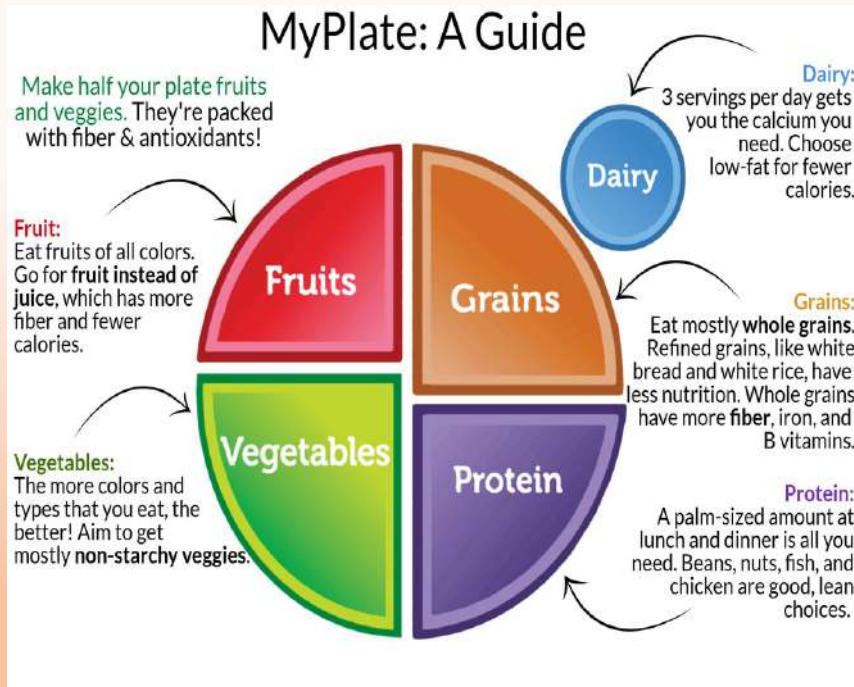 MyPlate: A Guide
Make half your plate fruits
and veggies. They're packed
with fiber & antioxidants!
Fruit:
Eat fruits of all colors.
Go for fruit instead of
juice, which has more
fiber and fewer
calories.
Vegetables:
The more colors and
types that you eat, the
better! Aim to get
mostly non-starchy veggies.
Fruits
Grains
Vegetables
Protein
Dairy
Dairy:
3 servings per day gets
you the calcium you
need. Choose
low-fat for fewer
calories.
Grains:
Eat mostly whole grains.
Refined grains, like white
bread and white rice, have
less nutrition. Whole grains
have more fiber, iron, and
B vitamins.
Protein:
A palm-sized amount at
lunch and dinner is all you
need. Beans, nuts, fish, and
chicken are good, lean
choices.